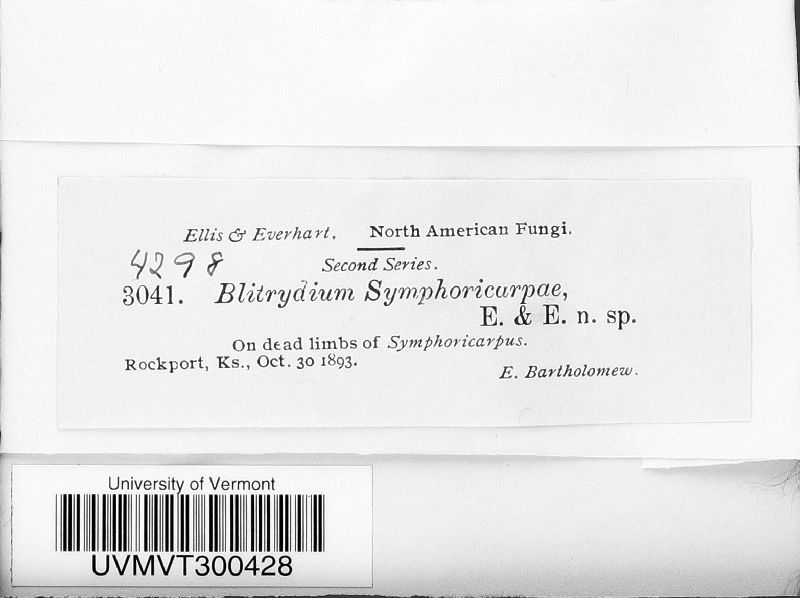 Ellis & Everhart. North American Fungi.
4298
Second Series.
3041. Blitrydium Symphoricarpae,
E. & E. n. sp.
On dead limbs of Symphoricarpus.
Rockport, Ks., Oct. 30 1893.
E. Bartholomew.
University of Vermont
UVMVT300428